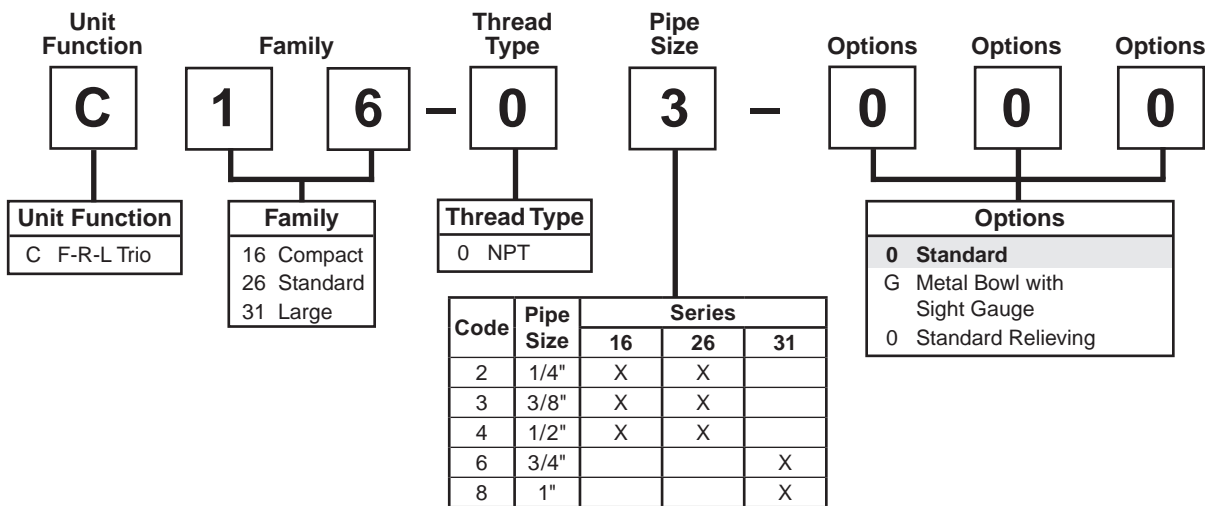 Unit Function Family Thread Type Pipe Size Options Options Options
C 1 6 – 0 3 – 0 0 0
Unit Function
C F-R-L Trio
Family
16 Compact
26 Standard
31 Large
Thread Type
0 NPT
Options
0 Standard
G Metal Bowl with
Sight Gauge
0 Standard Relieving
Code Pipe Size Series
16 26 31
2 1/4" X X
3 3/8" X X
4 1/2" X X
6 3/4" X
8 1" X